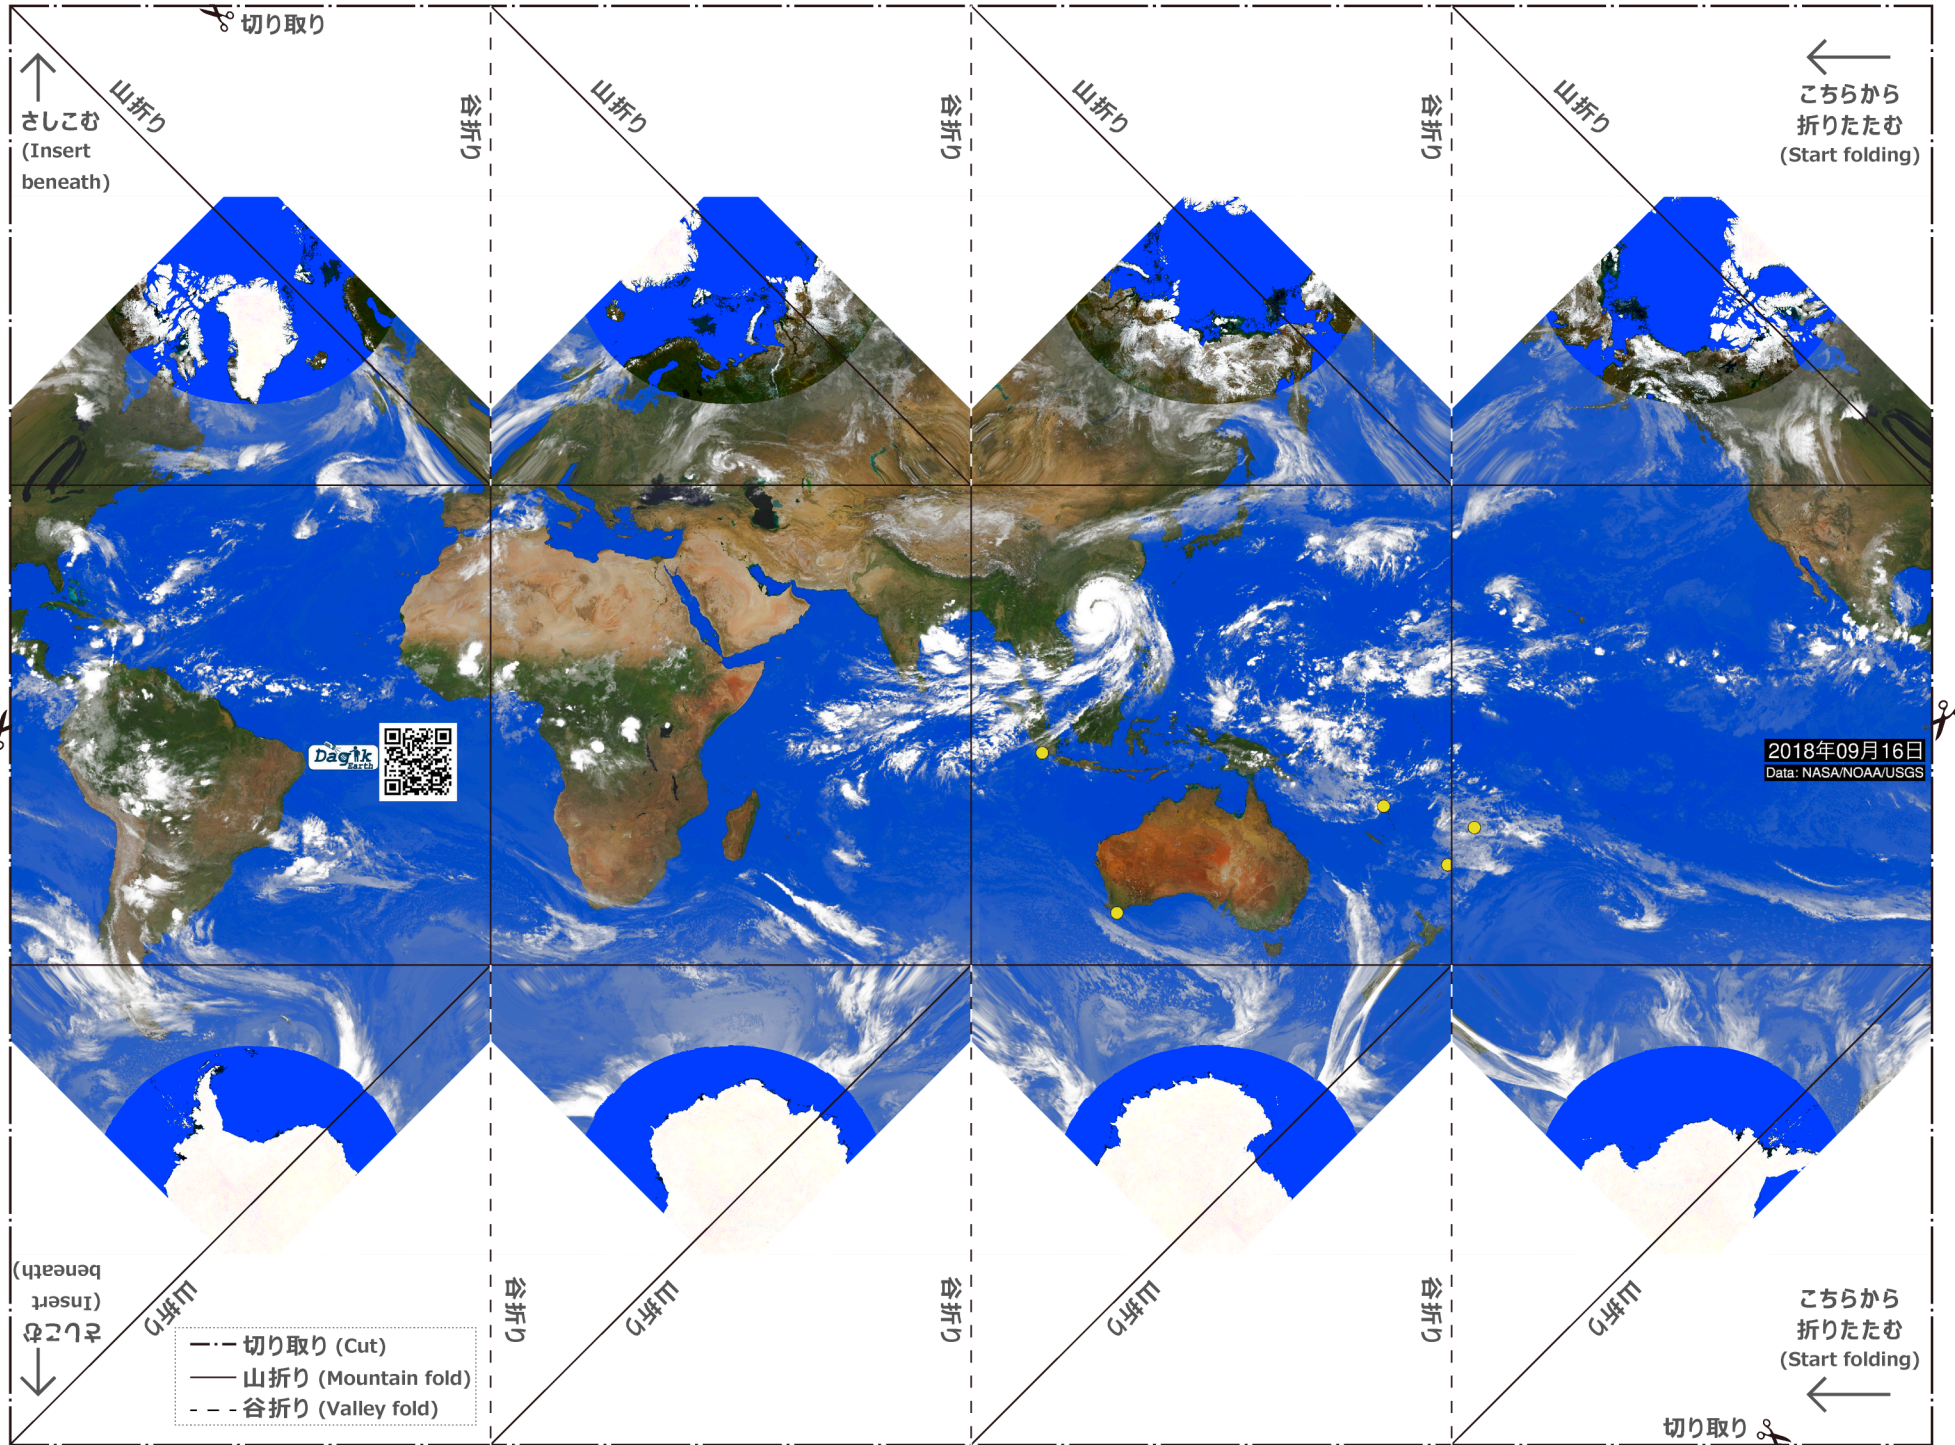 切り取り
さしこむ
(Insert
beneath)
山折り
谷折り
山折り
谷折り
山折り
谷折り
山折り
こちらから
折りたたむ
(Start folding)
Dagik
Earth
2018年09月16日
Data: NASA/NOAA/USGS
さしこむ
(Insert
beneath)
山折り
谷折り
山折り
谷折り
山折り
谷折り
山折り
こちらから
折りたたむ
(Start folding)
切り取り (Cut)
山折り (Mountain fold)
谷折り (Valley fold)
切り取り